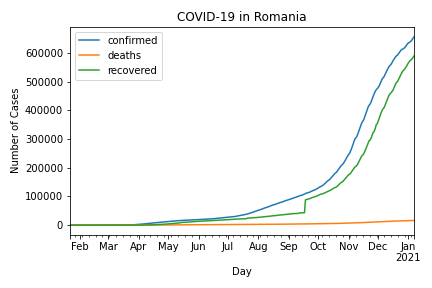 COVID-19 in Romania
confirmed
deaths
recovered
Number of Cases
600000
500000
400000
300000
200000
100000
0
Feb Mar Apr May Jun Jul Aug Sep Oct Nov Dec Jan
2021
Day